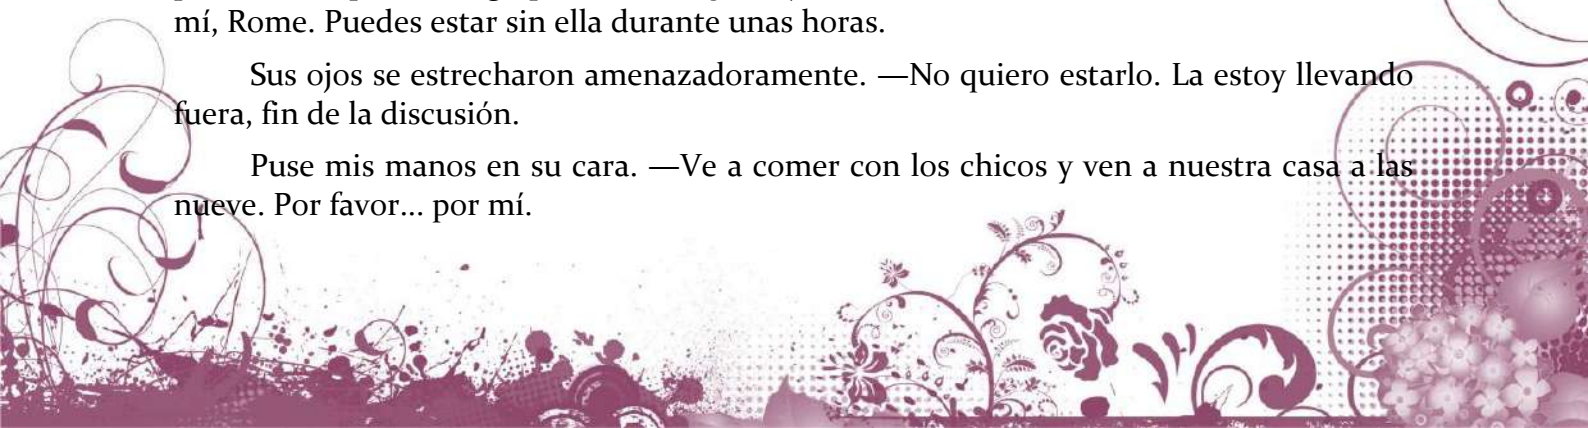 mí, Rome. Puedes estar sin ella durante unas horas.
Sus ojos se estrecharon amenazadoramente. —No quiero estarlo. La estoy llevando
fuera, fin de la discusión.
Puse mis manos en su cara. —Ve a comer con los chicos y ven a nuestra casa a las
nueve. Por favor... por mí.